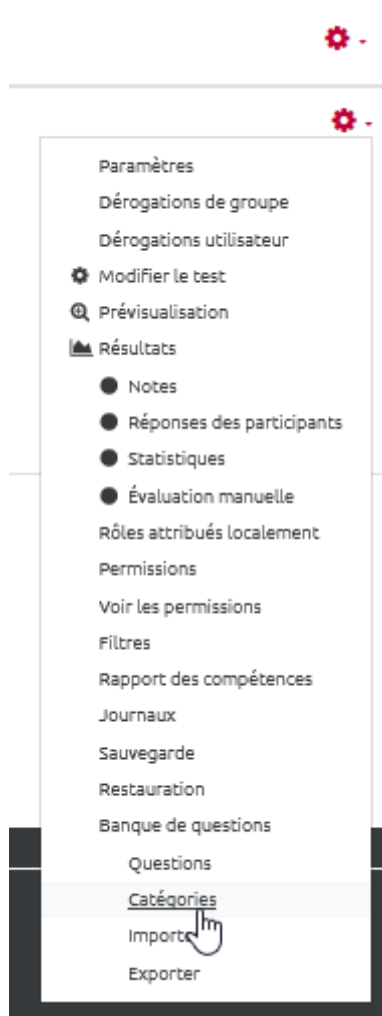 Paramètres
Dérogations de groupe
Dérogations utilisateur
Modifier le test
Prévisualisation
Résultats
Notes
Réponses des participants
Statistiques
Évaluation manuelle
Rôles attribués localement
Permissions
Voir les permissions
Filtres
Rapport des compétences
Journaux
Sauvegarde
Restauration
Banque de questions
Questions
Catégories
Exporter